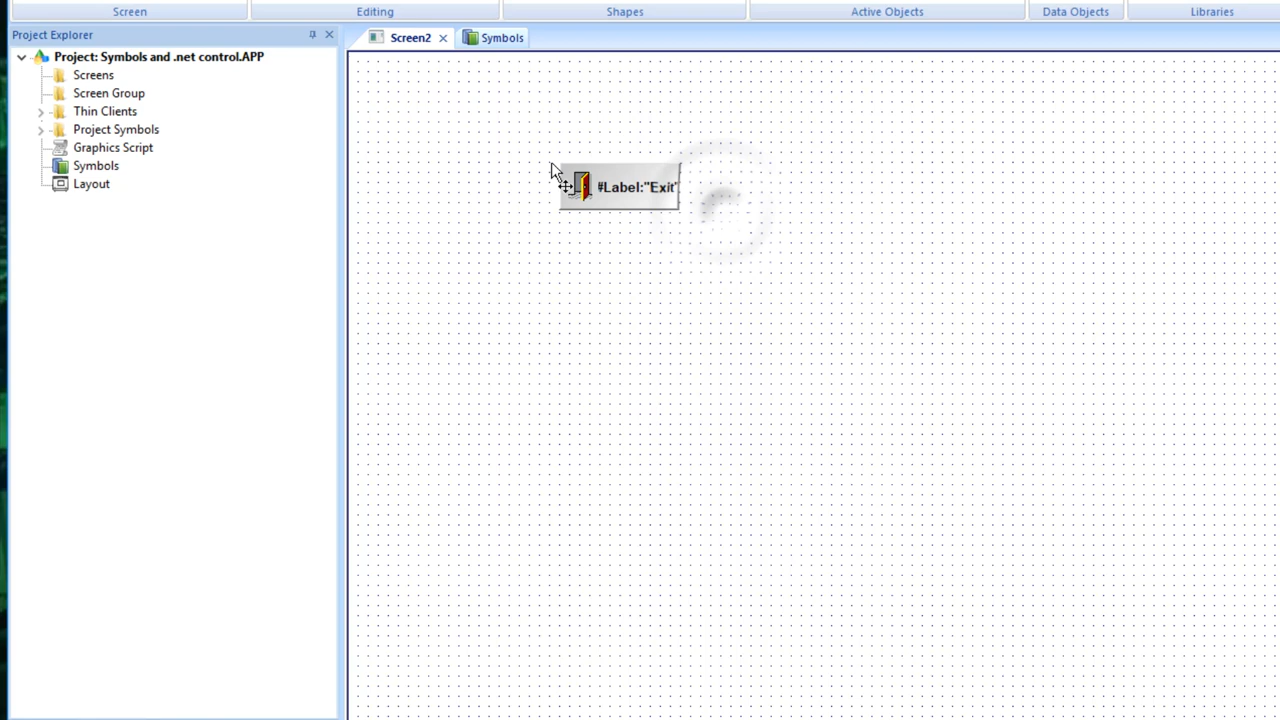 Screen Editing Shapes Active Objects Data Objects Libraries
Project Explorer
Screen2 Symbols
Project: Symbols and .net control.APP
Screens
Screen Group
Thin Clients
Project Symbols
Graphics Script
Symbols
Layout
#Label:"Exit"